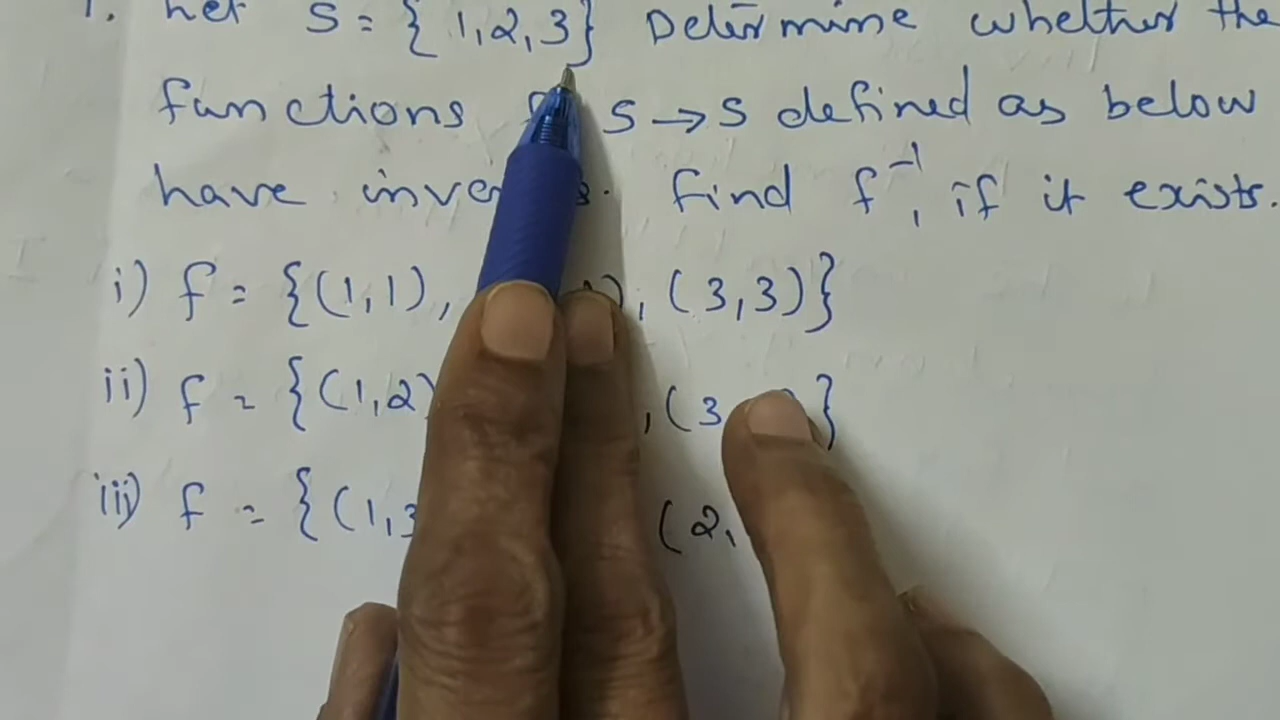 1. Let S = { 1,2,3} Determine whether the
functions S → S defined as below
have find f⁻¹, if it exists.
i) f = {(1,1), ), (3,3)}
ii) f = {(1,2) ,(3 }
iii) f = {(1,3 (2,